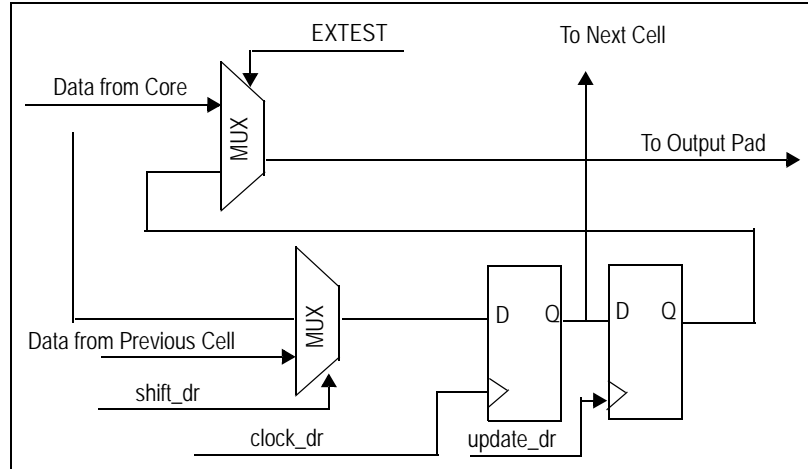 EXTEST
To Next Cell
Data from Core
MUX
To Output Pad
MUX
D Q
D Q
Data from Previous Cell
shift_dr
clock_dr
update_dr